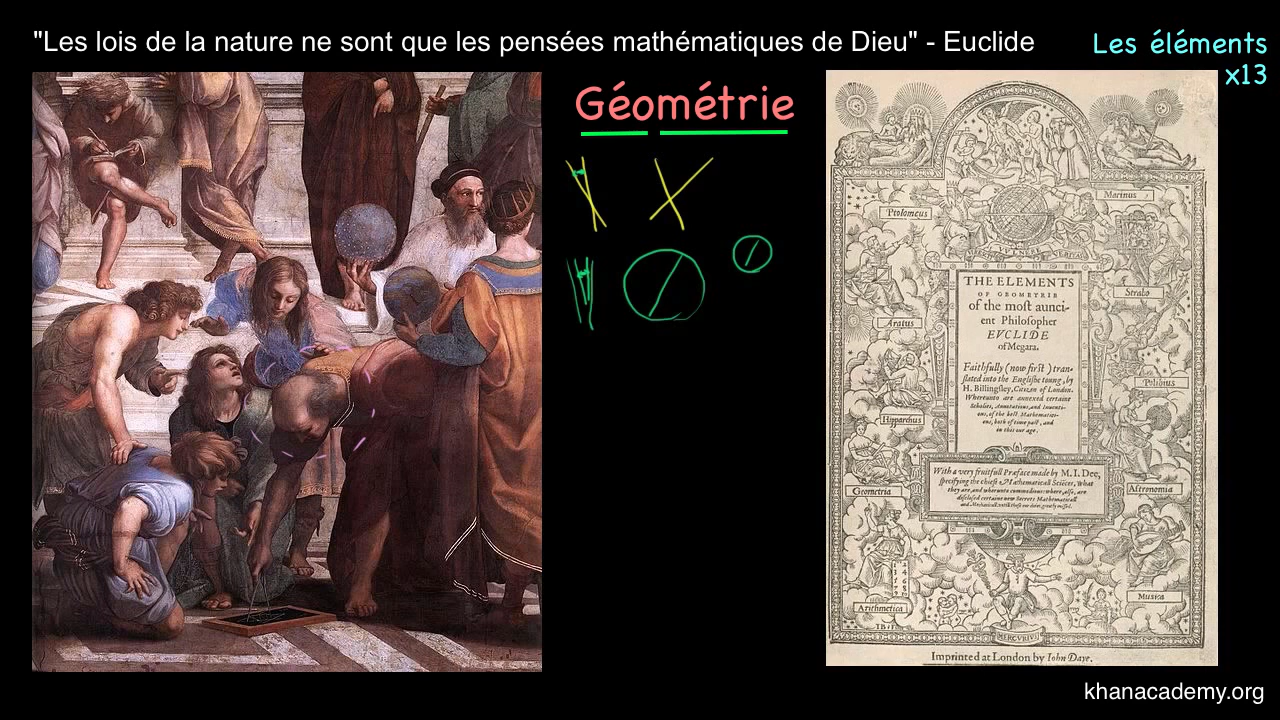 "Les lois de la nature ne sont que les pensées mathématiques de Dieu" - Euclide
Les éléments
x13
Géométrie
Ptolomeus
Marinus
Aratus
Strabo
Hipparchus
Polibius
THE ELEMENTS
OF GEOMETRIE
of the most aunci-
ent Philosopher
EVCLIDE
of Megara.
Faithfully (now first) tran-
slated into the Englishe toung, by
H. Billingsley, Citizen of London.
Whereunto are annexed certaine
Scholies, Annotations, and Inuenti-
ons, of the best Mathematici-
ens, both of time past, and
in this our age.
With a very fruitfull Præface made by M. I. Dee,
specifying the chiefe Mathematicall Sciẽces, what
they are, and wherunto commodious: where, also, are
disclosed certaine new Secrets Mathematicall
Geometria
Astronomia
Arithmetica
Musica
MERCVRIVS
Imprinted at London by Iohn Daye.
khanacademy.org